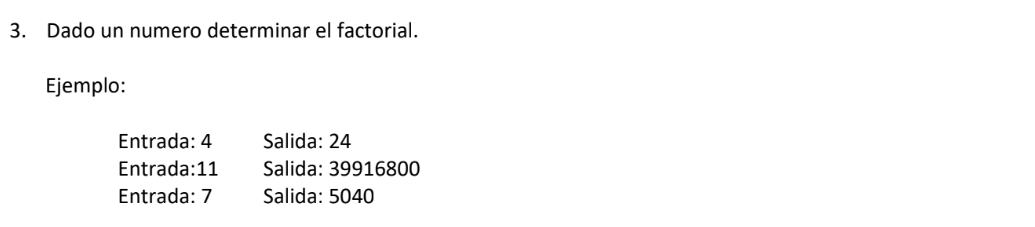 3. Dado un numero determinar el factorial.
Ejemplo:
Entrada: 4 Salida: 24
Entrada:11 Salida: 39916800
Entrada: 7 Salida: 5040